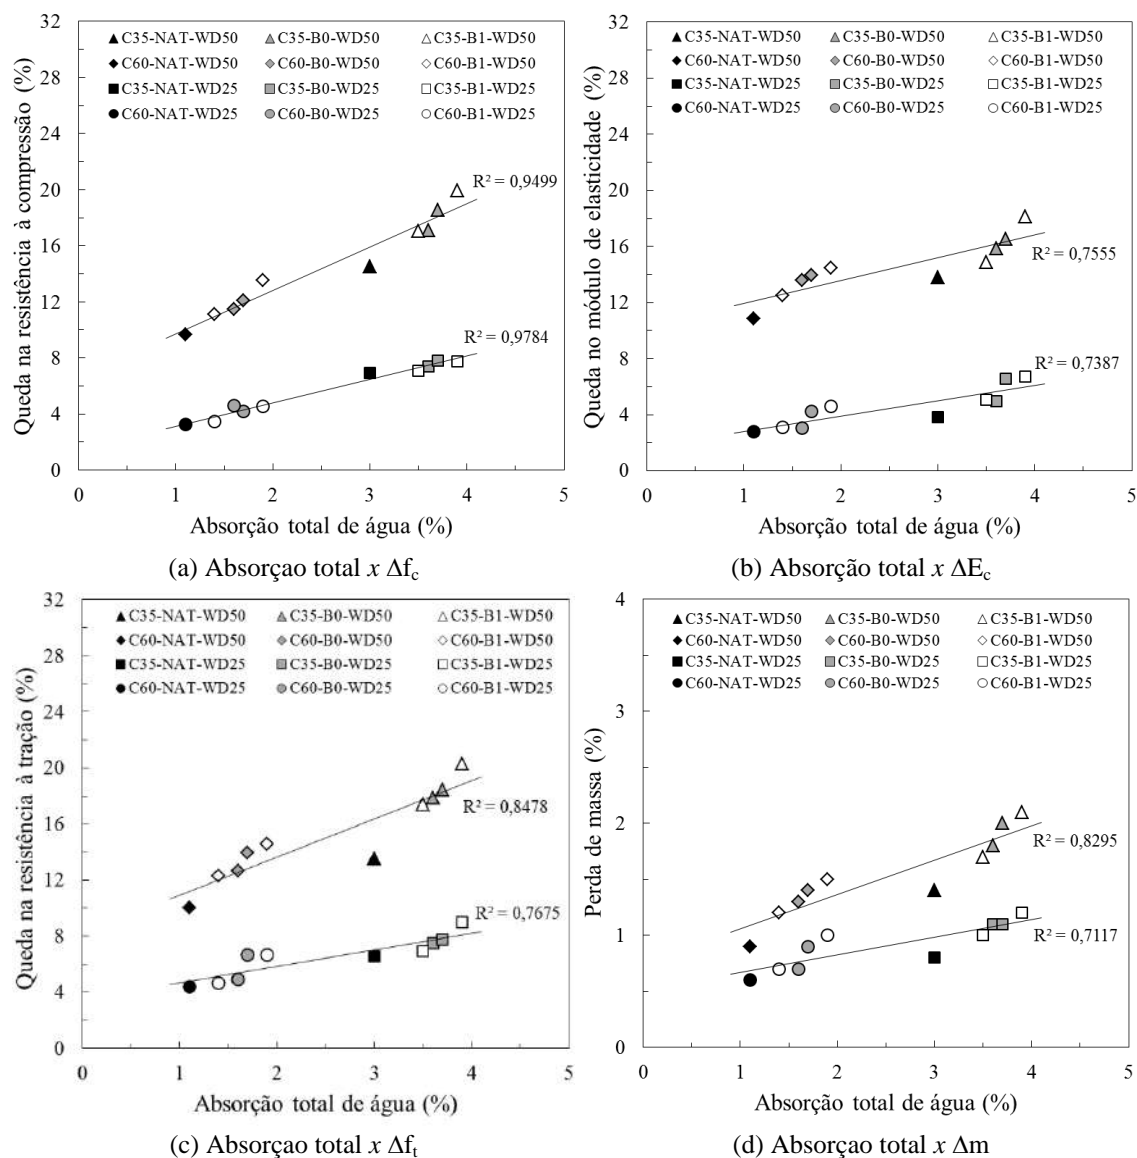 32
28
24
20
16
12
8
4
0
Queda na resistência à compressão (%)
C35-NAT-WD50 C35-B0-WD50 C35-B1-WD50
C60-NAT-WD50 C60-B0-WD50 C60-B1-WD50
C35-NAT-WD25 C35-B0-WD25 C35-B1-WD25
C60-NAT-WD25 C60-B0-WD25 C60-B1-WD25
R² = 0,9499
R² = 0,9784
0 1 2 3 4 5
Absorção total de água (%)
(a) Absorçao total x Δfc
32
28
24
20
16
12
8
4
0
Queda no módulo de elasticidade (%)
C35-NAT-WD50 C35-B0-WD50 C35-B1-WD50
C60-NAT-WD50 C60-B0-WD50 C60-B1-WD50
C35-NAT-WD25 C35-B0-WD25 C35-B1-WD25
C60-NAT-WD25 C60-B0-WD25 C60-B1-WD25
R² = 0,7555
R² = 0,7387
0 1 2 3 4 5
Absorção total de água (%)
(b) Absorção total x ΔEc
32
28
24
20
16
12
8
4
0
Queda na resistência à tração (%)
C35-NAT-WD50 C35-B0-WD50 C35-B1-WD50
C60-NAT-WD50 C60-B0-WD50 C60-B1-WD50
C35-NAT-WD25 C35-B0-WD25 C35-B1-WD25
C60-NAT-WD25 C60-B0-WD25 C60-B1-WD25
R² = 0,8478
R² = 0,7675
0 1 2 3 4 5
Absorção total de água (%)
(c) Absorçao total x Δft
4
3
2
1
0
Perda de massa (%)
C35-NAT-WD50 C35-B0-WD50 C35-B1-WD50
C60-NAT-WD50 C60-B0-WD50 C60-B1-WD50
C35-NAT-WD25 C35-B0-WD25 C35-B1-WD25
C60-NAT-WD25 C60-B0-WD25 C60-B1-WD25
R² = 0,8295
R² = 0,7117
0 1 2 3 4 5
Absorção total de água (%)
(d) Absorçao total x Δm